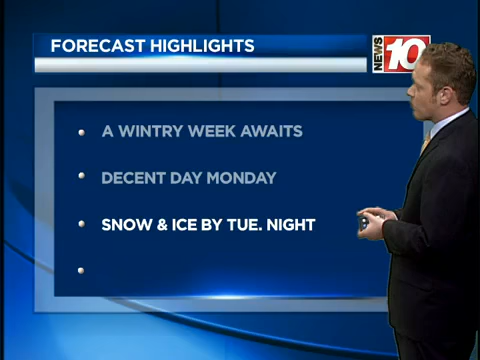 FORECAST HIGHLIGHTS
NEWS
10
A WINTRY WEEK AWAITS
DECENT DAY MONDAY
SNOW & ICE BY TUE. NIGHT